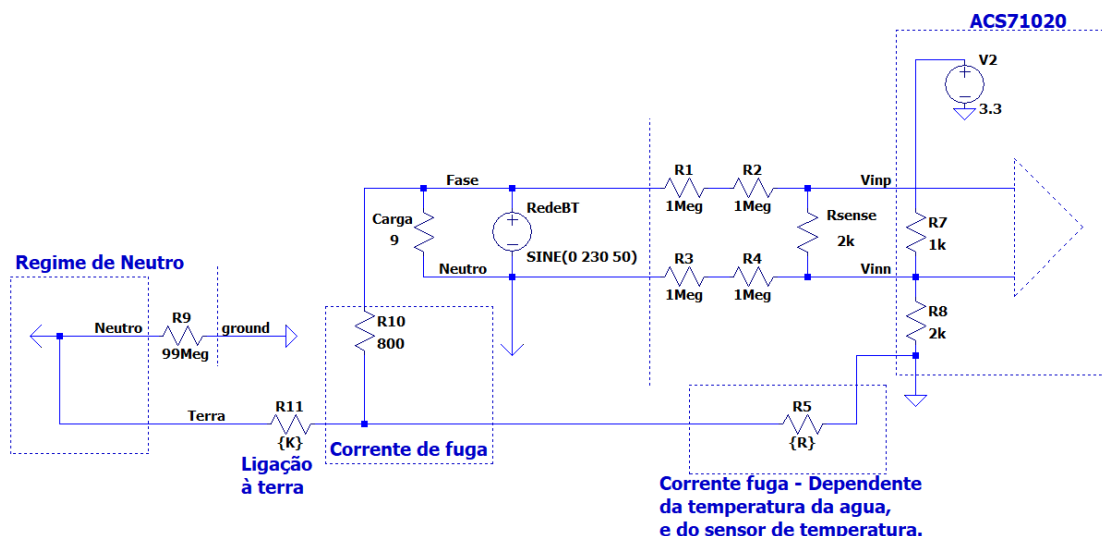 ACS71020
V2
3.3
Fase
R1
R2
Vinp
1Meg
1Meg
RedeBT
Carga
9
Rsense
2k
R7
1k
SINE(0 230 50)
Regime de Neutro
Neutro
R3
R4
Vinn
1Meg
1Meg
Neutro
R9
ground
99Meg
R10
800
R8
2k
Terra
R11
{K}
R5
{R}
Corrente de fuga
Ligação
à terra
Corrente fuga - Dependente
da temperatura da agua,
e do sensor de temperatura.